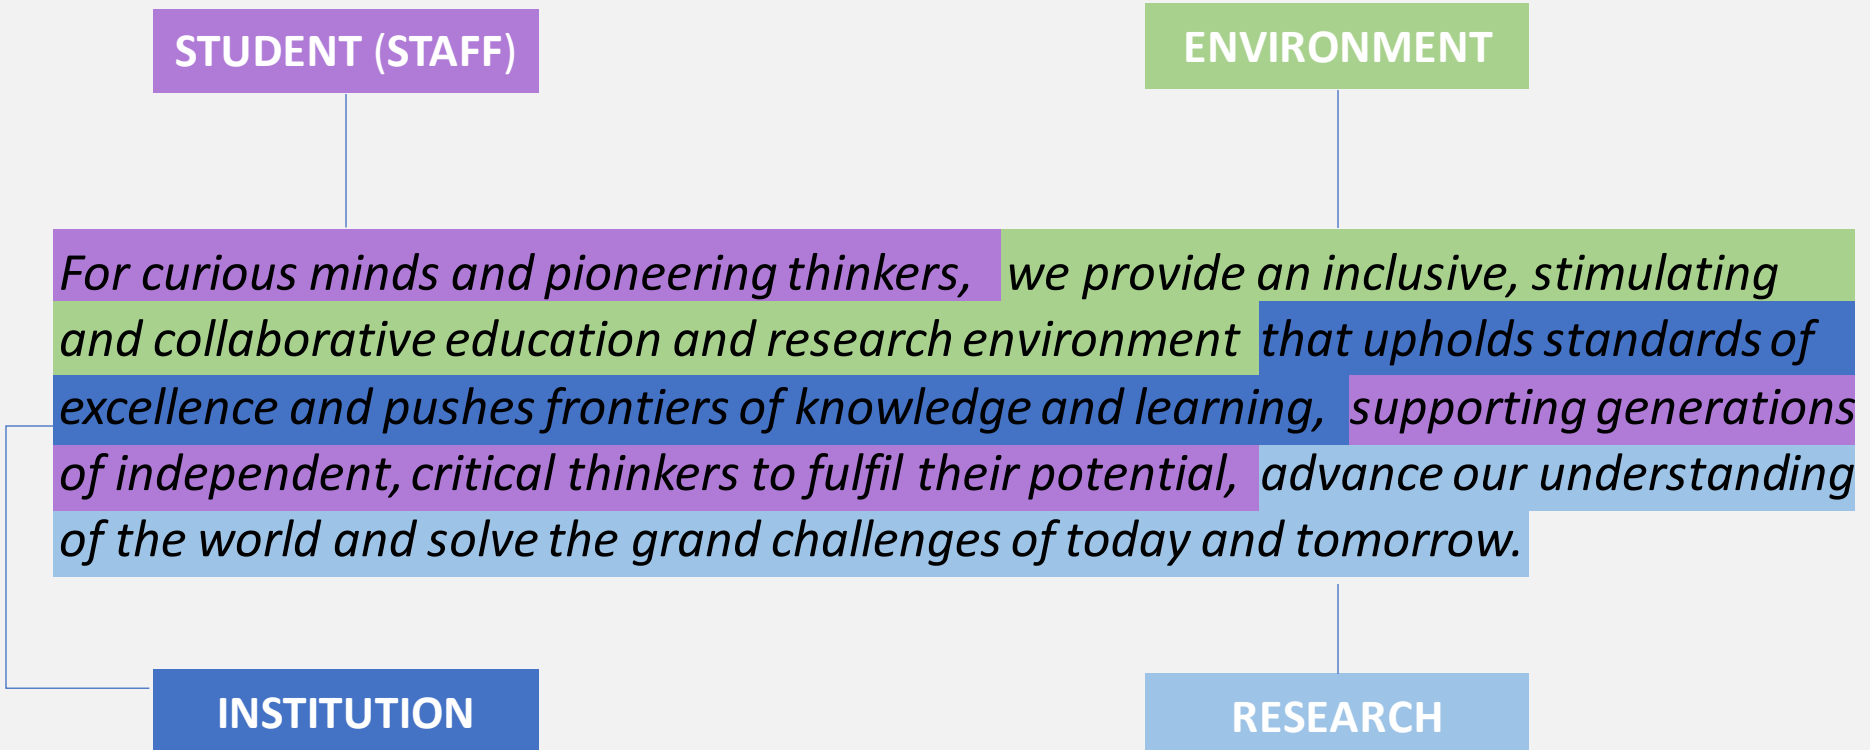 STUDENT (STAFF)
ENVIRONMENT
For curious minds and pioneering thinkers, we provide an inclusive, stimulating
and collaborative education and research environment that upholds standards of
excellence and pushes frontiers of knowledge and learning, supporting generations
of independent, critical thinkers to fulfil their potential, advance our understanding
of the world and solve the grand challenges of today and tomorrow.
INSTITUTION
RESEARCH